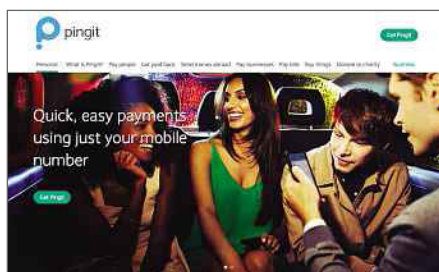 pingit
Get Pingit
Personal What is Pingit? Pay people Get paid back Send money abroad Pay businesses Pay bills Buy things Donate to charity Business
Quick, easy payments
using just your mobile
number
Get Pingit